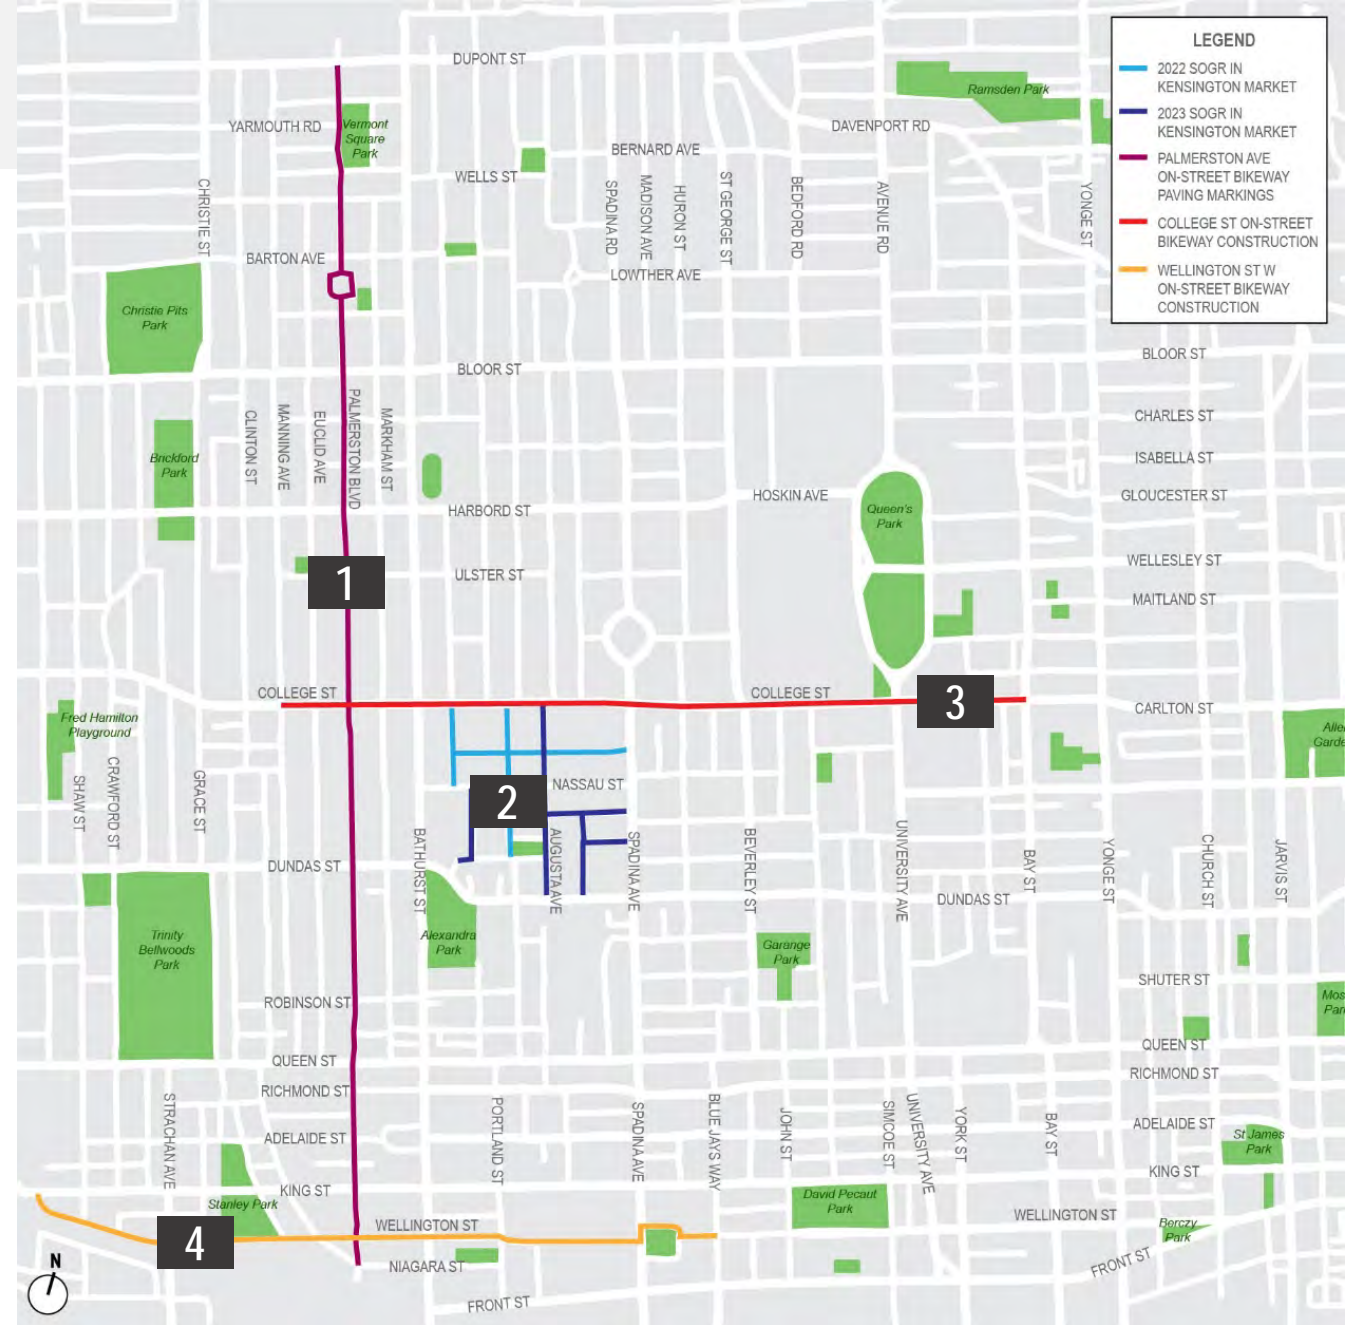 LEGEND
2022 SOGR IN
KENSINGTON MARKET
2023 SOGR IN
KENSINGTON MARKET
PALMERSTON AVE
ON-STREET BIKEWAY
PAVING MARKINGS
COLLEGE ST ON-STREET
BIKEWAY CONSTRUCTION
WELLINGTON ST W
ON-STREET BIKEWAY
CONSTRUCTION
DUPONT ST
Ramsden Park
YARMOUTH RD
Vermont
Square
Park
DAVENPORT RD
BERNARD AVE
WELLS ST
CHRISTIE ST
SPADINA RD
MADISON AVE
HURON ST
ST GEORGE ST
BEDFORD RD
AVENUE RD
YONGE ST
BARTON AVE
LOWTHER AVE
Christie Pits
Park
BLOOR ST
BLOOR ST
CLINTON ST
MANNING AVE
EUCLID AVE
PALMERSTON BLVD
MARKHAM ST
CHARLES ST
Brickford
Park
ISABELLA ST
HOSKIN AVE
GLOUCESTER ST
HARBORD ST
Queen's
Park
WELLESLEY ST
1
ULSTER ST
MAITLAND ST
COLLEGE ST
COLLEGE ST
3
CARLTON ST
Fred Hamilton
Playground
Alle
Garde
SHAW ST
CRAWFORD ST
GRACE ST
NASSAU ST
2
BATHURST ST
AUGUSTA AVE
SPADINA AVE
BEVERLEY ST
UNIVERSITY AVE
BAY ST
YONGE ST
CHURCH ST
JARVIS ST
DUNDAS ST
DUNDAS ST
Trinity
Bellwoods
Park
Alexandra
Park
Garange
Park
SHUTER ST
Mos
Par
ROBINSON ST
QUEEN ST
QUEEN ST
RICHMOND ST
RICHMOND ST
STRACHAN AVE
PORTLAND ST
SPADINA AVE
BLUE JAYS WAY
JOHN ST
SIMCOE ST
UNIVERSITY AVE
YORK ST
BAY ST
ADELAIDE ST
ADELAIDE ST
St James
Park
KING ST
KING ST
Stanley Park
David Pecaut
Park
WELLINGTON ST
WELLINGTON ST
Berczy
Park
4
NIAGARA ST
FRONT ST
FRONT ST
N